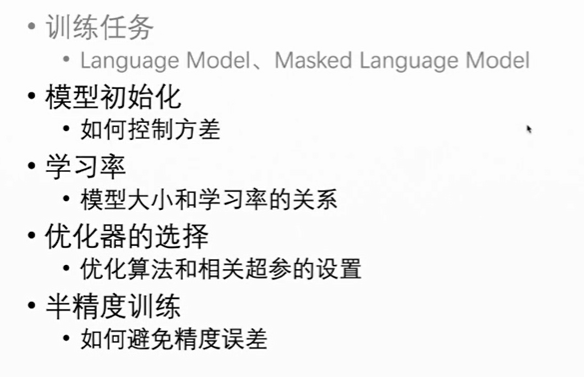 • 训练任务
• Language Model、Masked Language Model
• 模型初始化
• 如何控制方差
• 学习率
• 模型大小和学习率的关系
• 优化器的选择
• 优化算法和相关超参的设置
• 半精度训练
• 如何避免精度误差